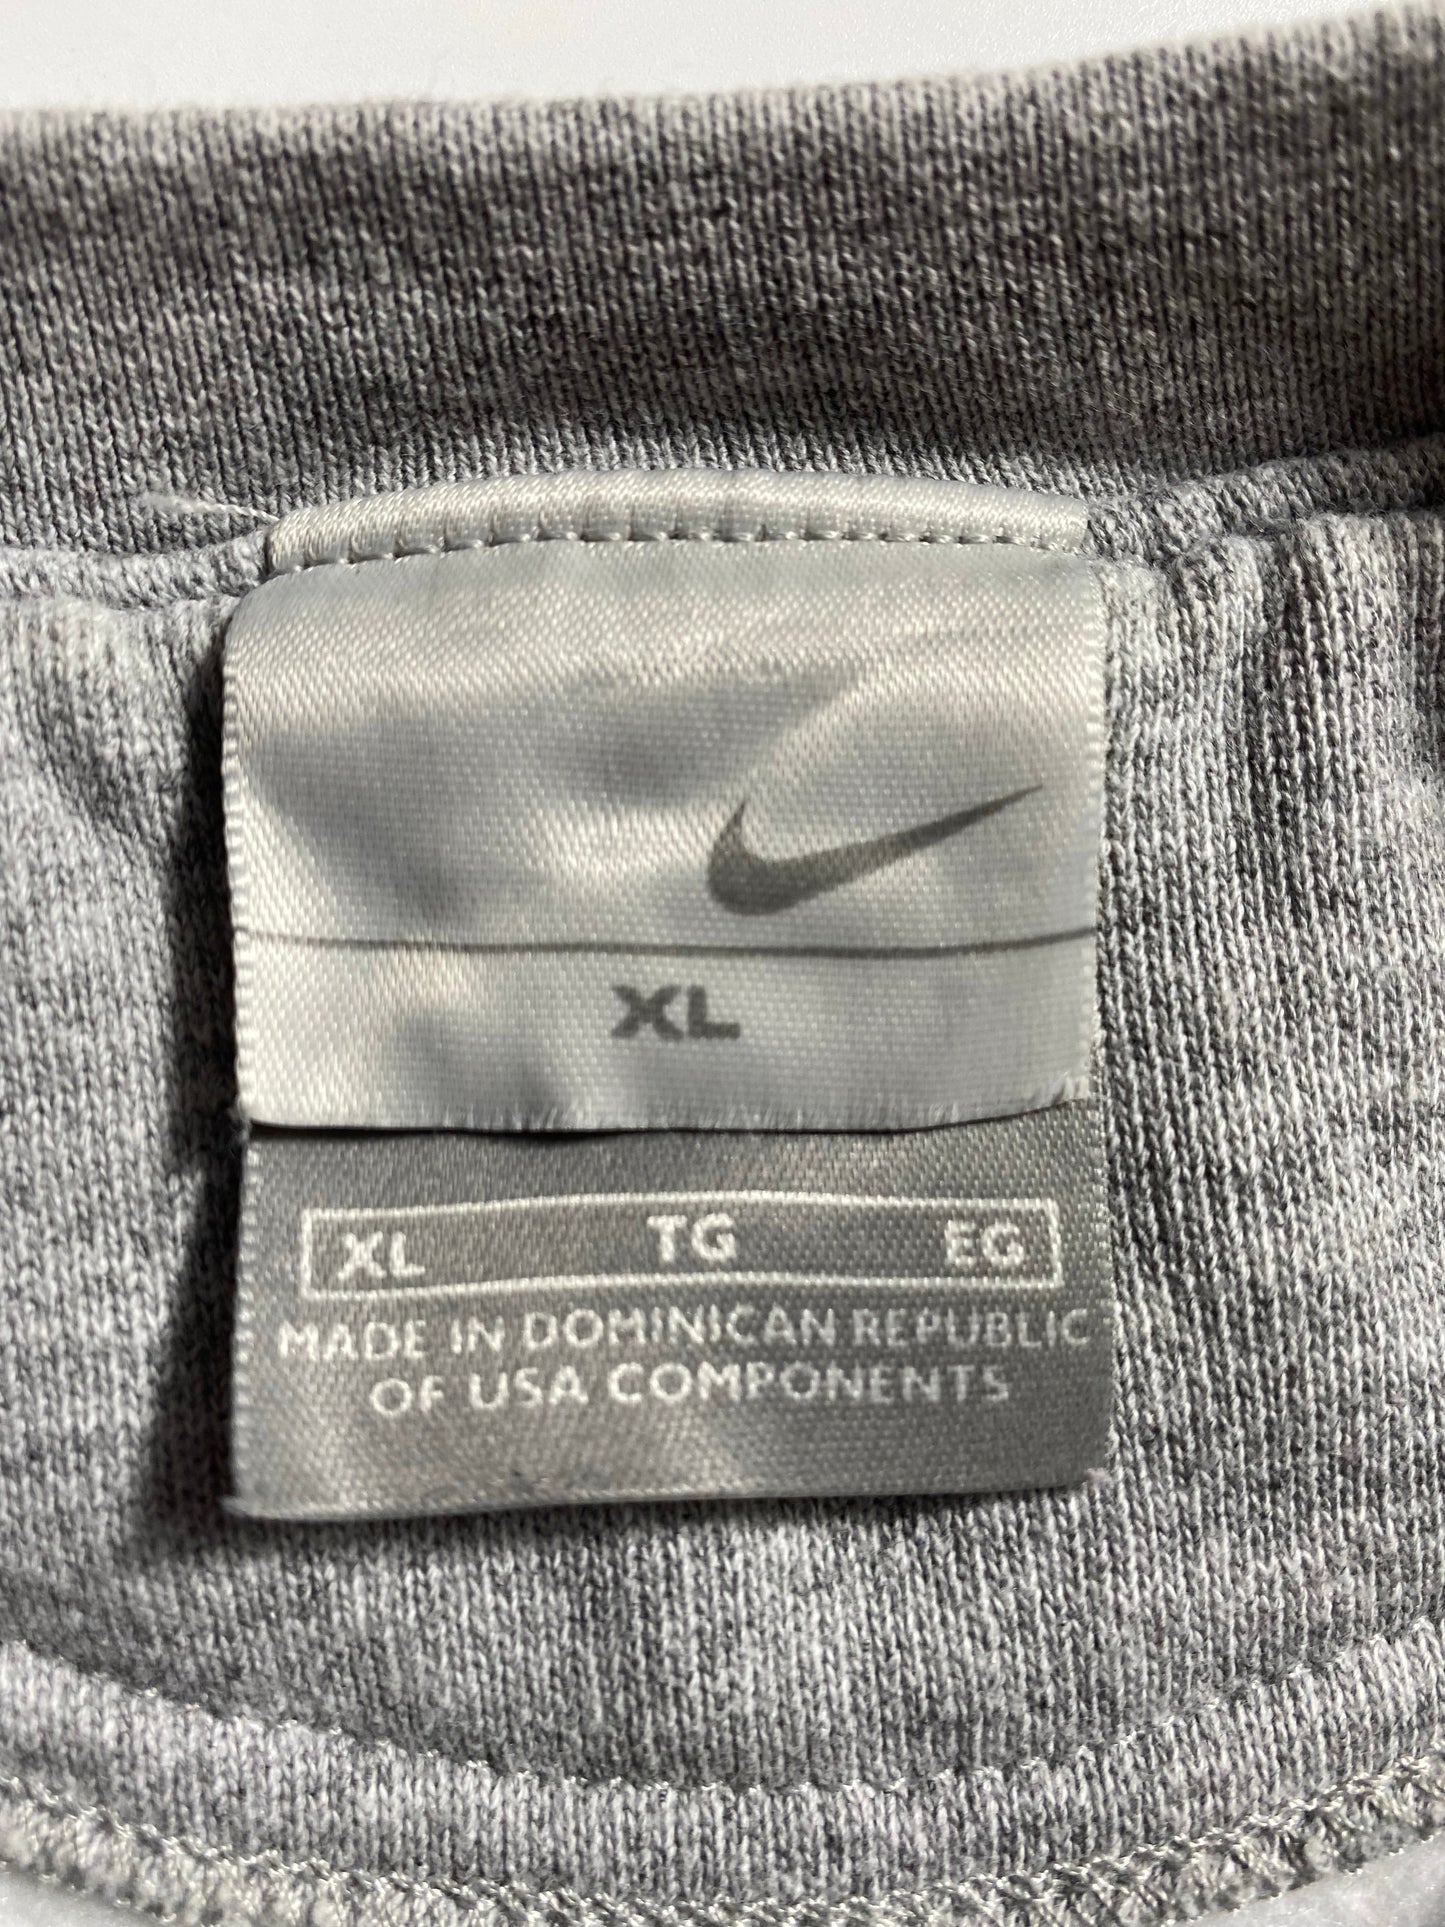 XL
XL TG EG
MADE IN DOMINICAN REPUBLIC
OF USA COMPONENTS